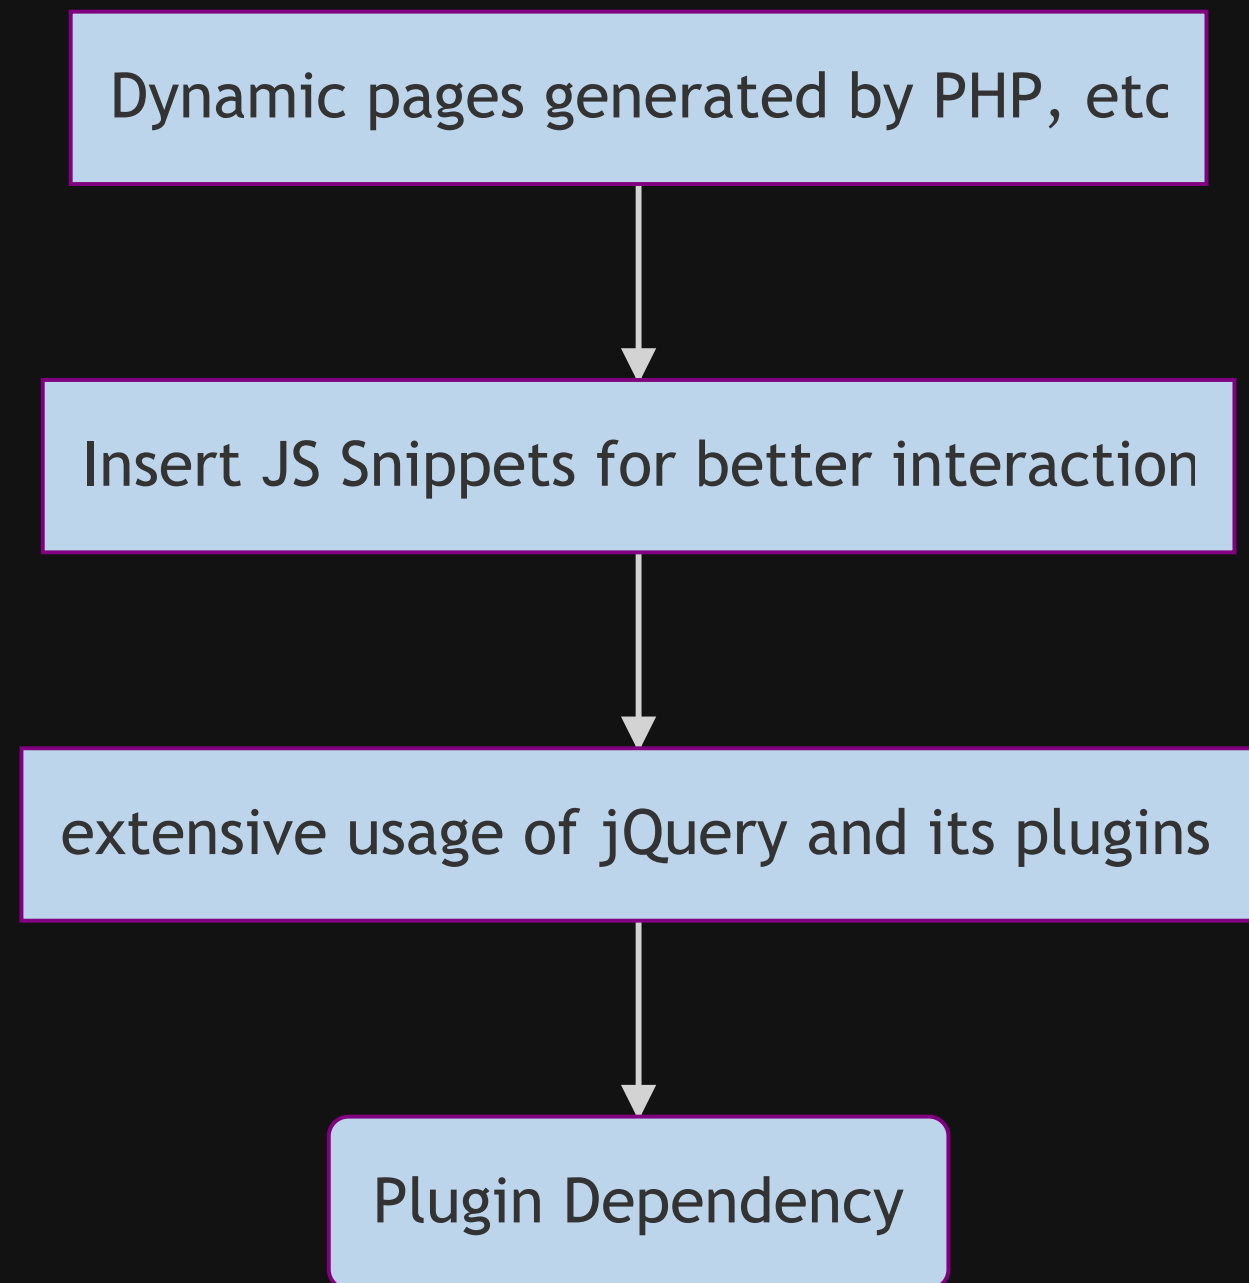 Dynamic pages generated by PHP, etc
Insert JS Snippets for better interaction
extensive usage of jQuery and its plugins
Plugin Dependency